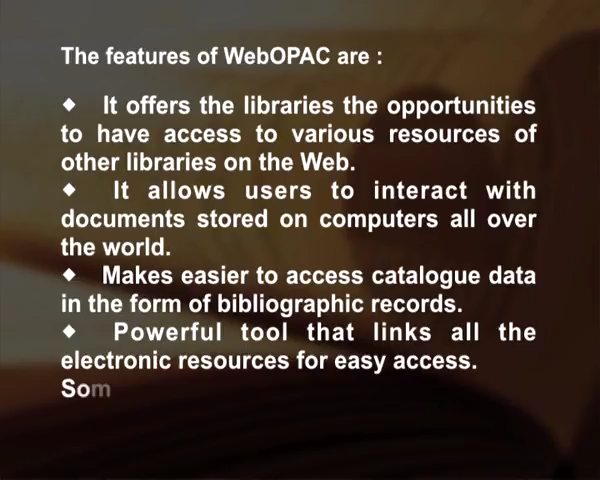 The features of WebOPAC are :
◆ It offers the libraries the opportunities
to have access to various resources of
other libraries on the Web.
◆ It allows users to interact with
documents stored on computers all over
the world.
◆ Makes easier to access catalogue data
in the form of bibliographic records.
◆ Powerful tool that links all the
electronic resources for easy access.
Som